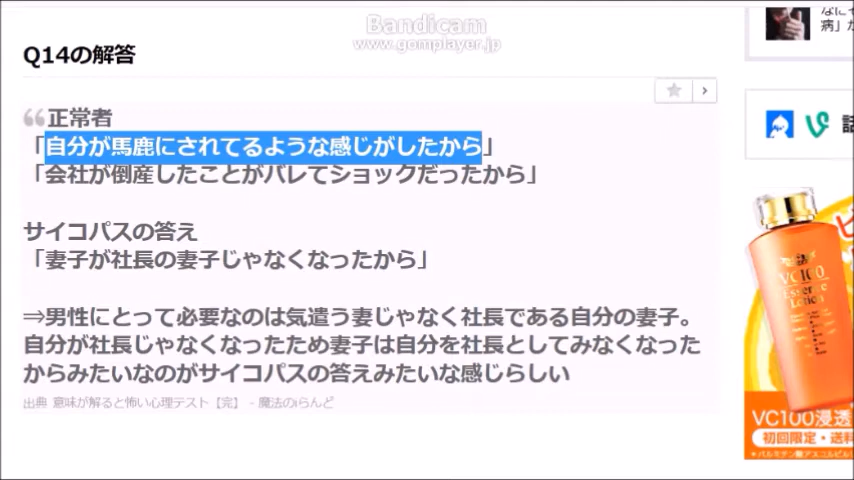 Bandicam
www.gomplayer.jp
Q14の解答
正常者
「自分が馬鹿にされてるような感じがしたから」
「会社が倒産したことがバレてショックだったから」
サイコパスの答え
「妻子が社長の妻子じゃなくなったから」
⇒男性にとって必要なのは気遣う妻じゃなく社長である自分の妻子。
自分が社長じゃなくなったため妻子は自分を社長としてみなくなった
からみたいなのがサイコパスの答えみたいな感じらしい
出典 意味が解ると怖い心理テスト【完】 - 魔法のiらんど
病」か
VC100
Essence
Lotion
VC100浸透
初回限定・送料